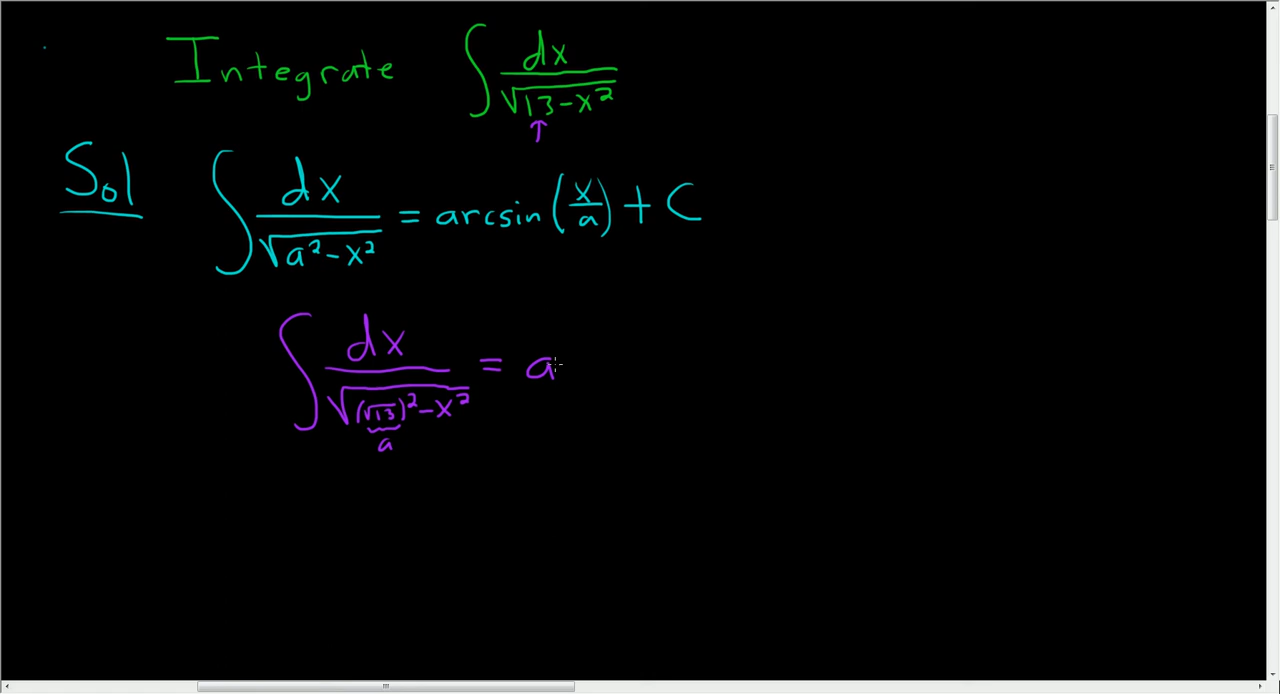 Integrate ∫ dx / √(13 - x²)
↑
Sol ∫ dx / √(a² - x²) = arcsin(x/a) + C
∫ dx / √((√13)² - x²) = a
a